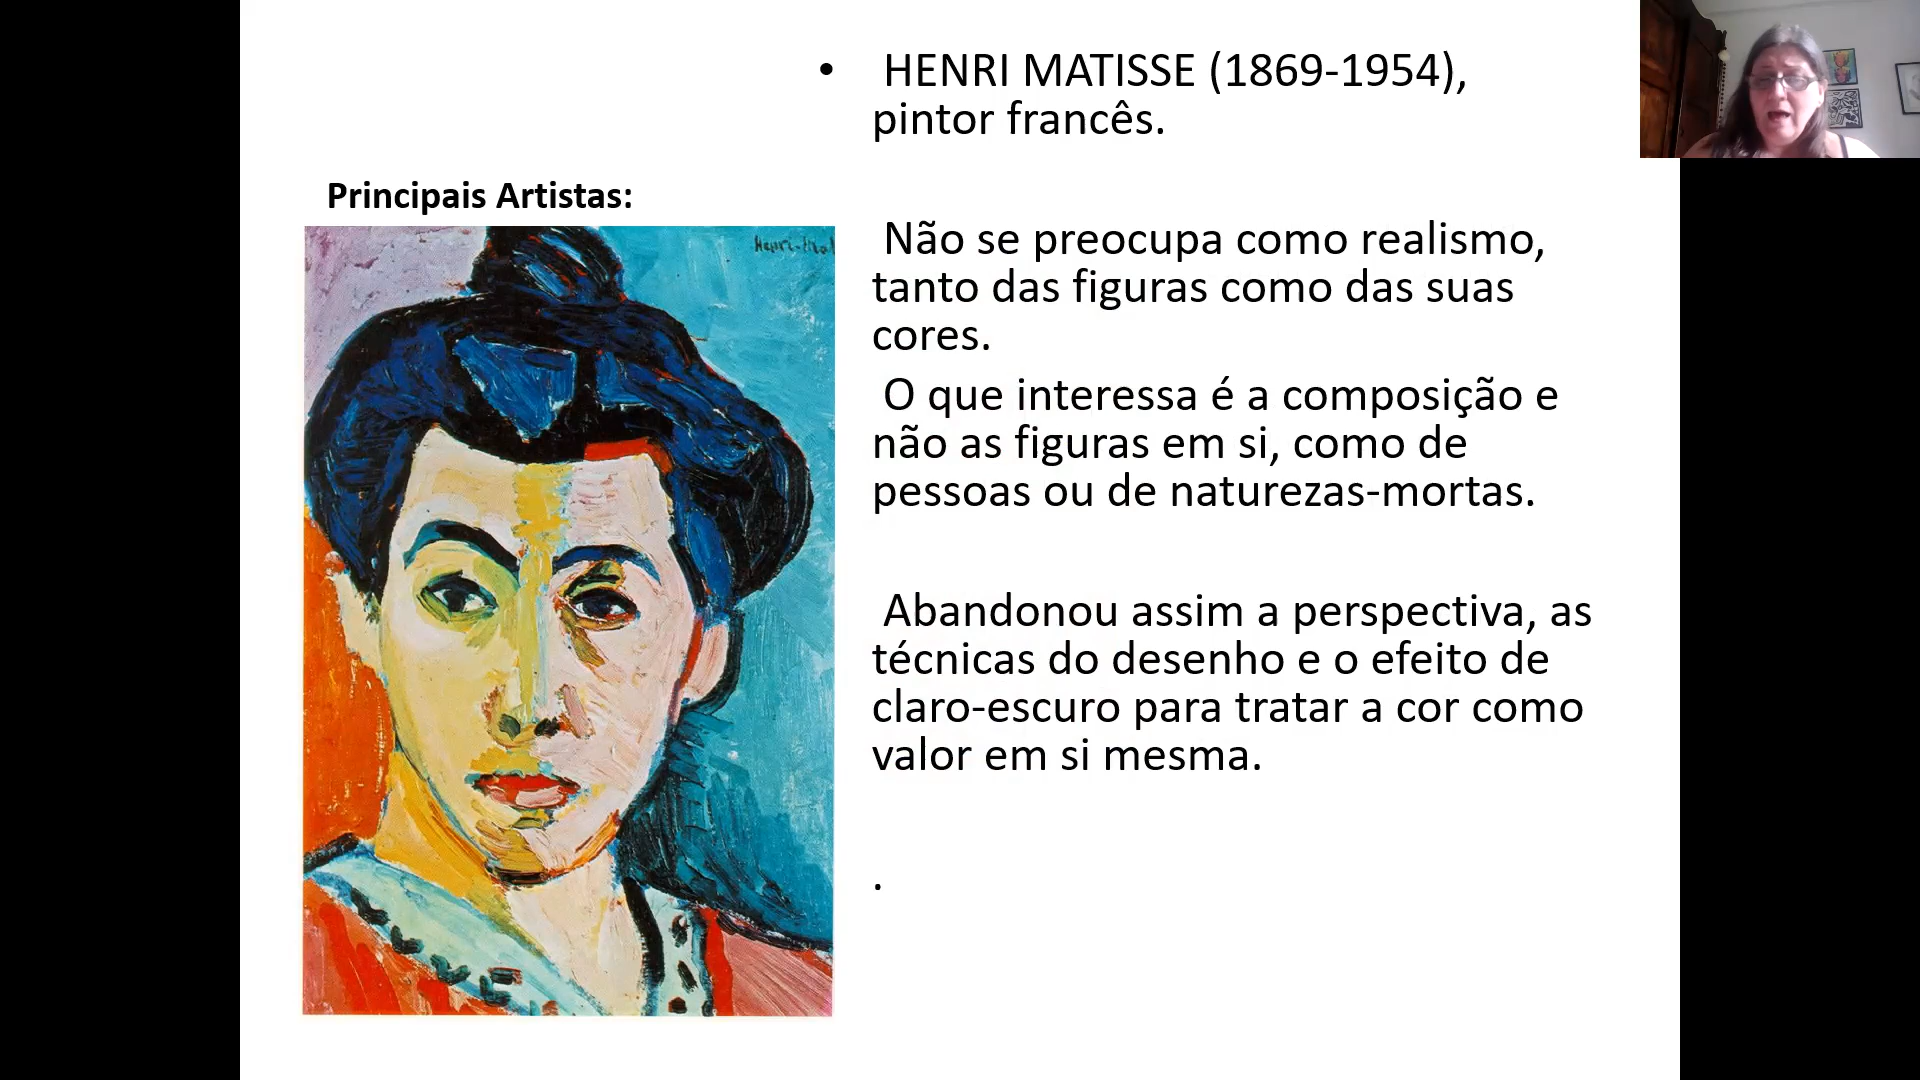 • HENRI MATISSE (1869-1954),
pintor francês.
Principais Artistas:
Não se preocupa como realismo,
tanto das figuras como das suas
cores.
O que interessa é a composição e
não as figuras em si, como de
pessoas ou de naturezas-mortas.
Abandonou assim a perspectiva, as
técnicas do desenho e o efeito de
claro-escuro para tratar a cor como
valor em si mesma.
.
Henri-Mat